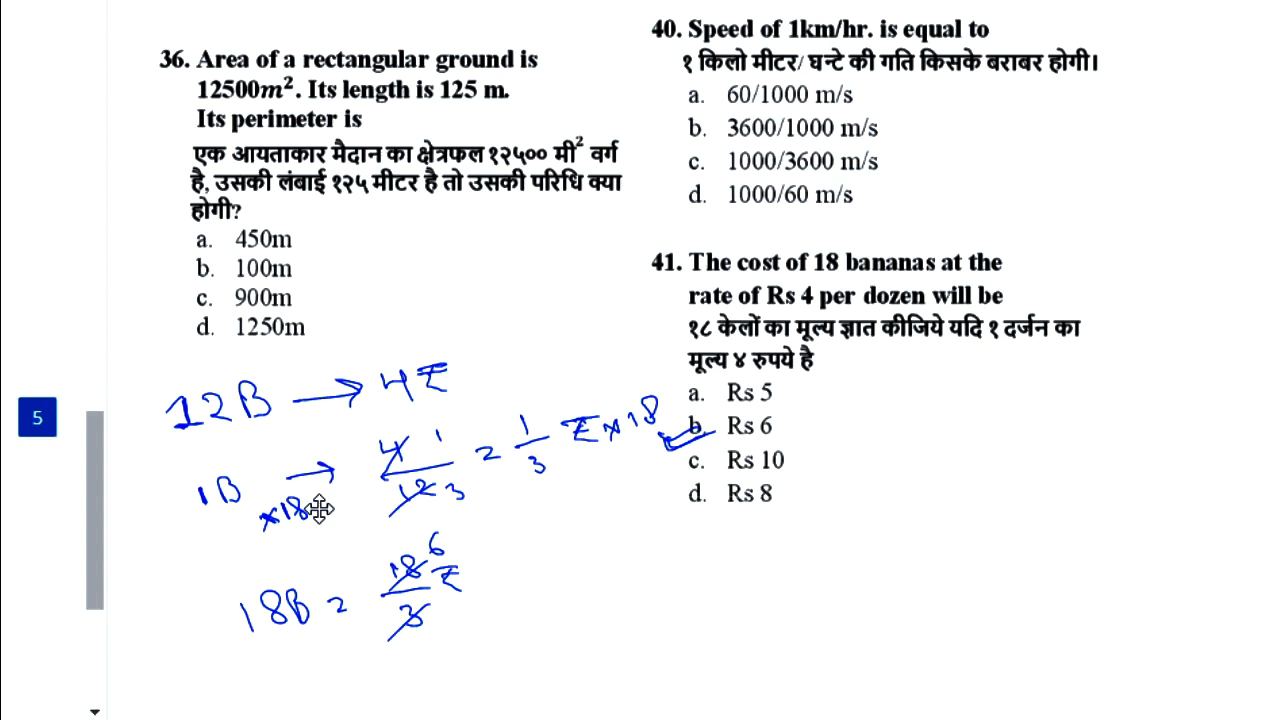 36. Area of a rectangular ground is
12500m². Its length is 125 m.
Its perimeter is
एक आयताकार मैदान का क्षेत्रफल १२५०० मी² वर्ग
है, उसकी लंबाई १२५ मीटर है तो उसकी परिधि क्या
होगी?
a. 450m
b. 100m
c. 900m
d. 1250m
12B → 4₹
1B → 4/12 1 3 = 1/3 ₹ × 18
×18
18B = 18/3 6 ₹
5
40. Speed of 1km/hr. is equal to
१ किलो मीटर/ घन्टे की गति किसके बराबर होगी।
a. 60/1000 m/s
b. 3600/1000 m/s
c. 1000/3600 m/s
d. 1000/60 m/s
41. The cost of 18 bananas at the
rate of Rs 4 per dozen will be
१८ केलों का मूल्य ज्ञात कीजिये यदि १ दर्जन का
मूल्य ४ रुपये है
a. Rs 5
b. Rs 6
c. Rs 10
d. Rs 8